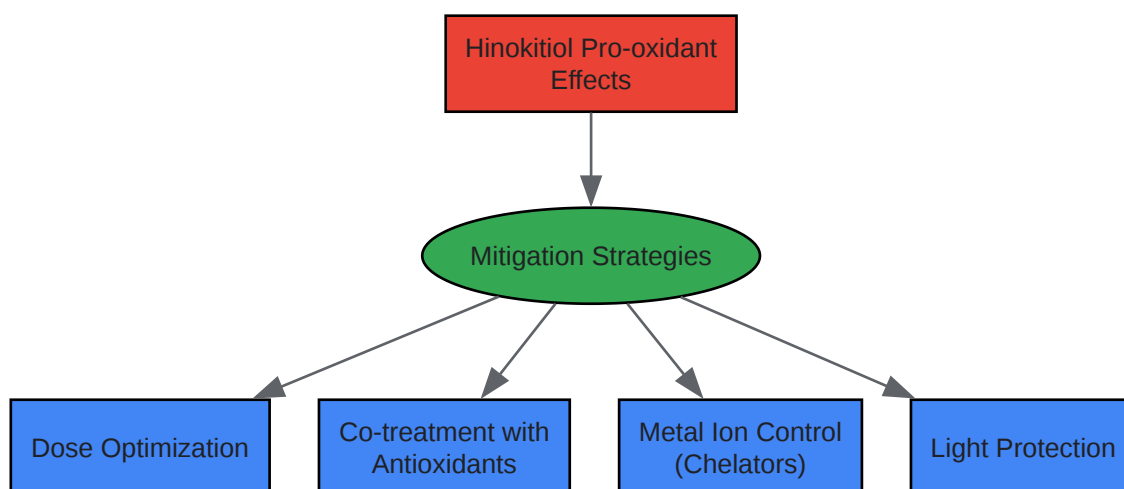 Hinokitiol Pro-oxidant
Effects
Mitigation Strategies
Dose Optimization
Co-treatment with
Antioxidants
Metal Ion Control
(Chelators)
Light Protection